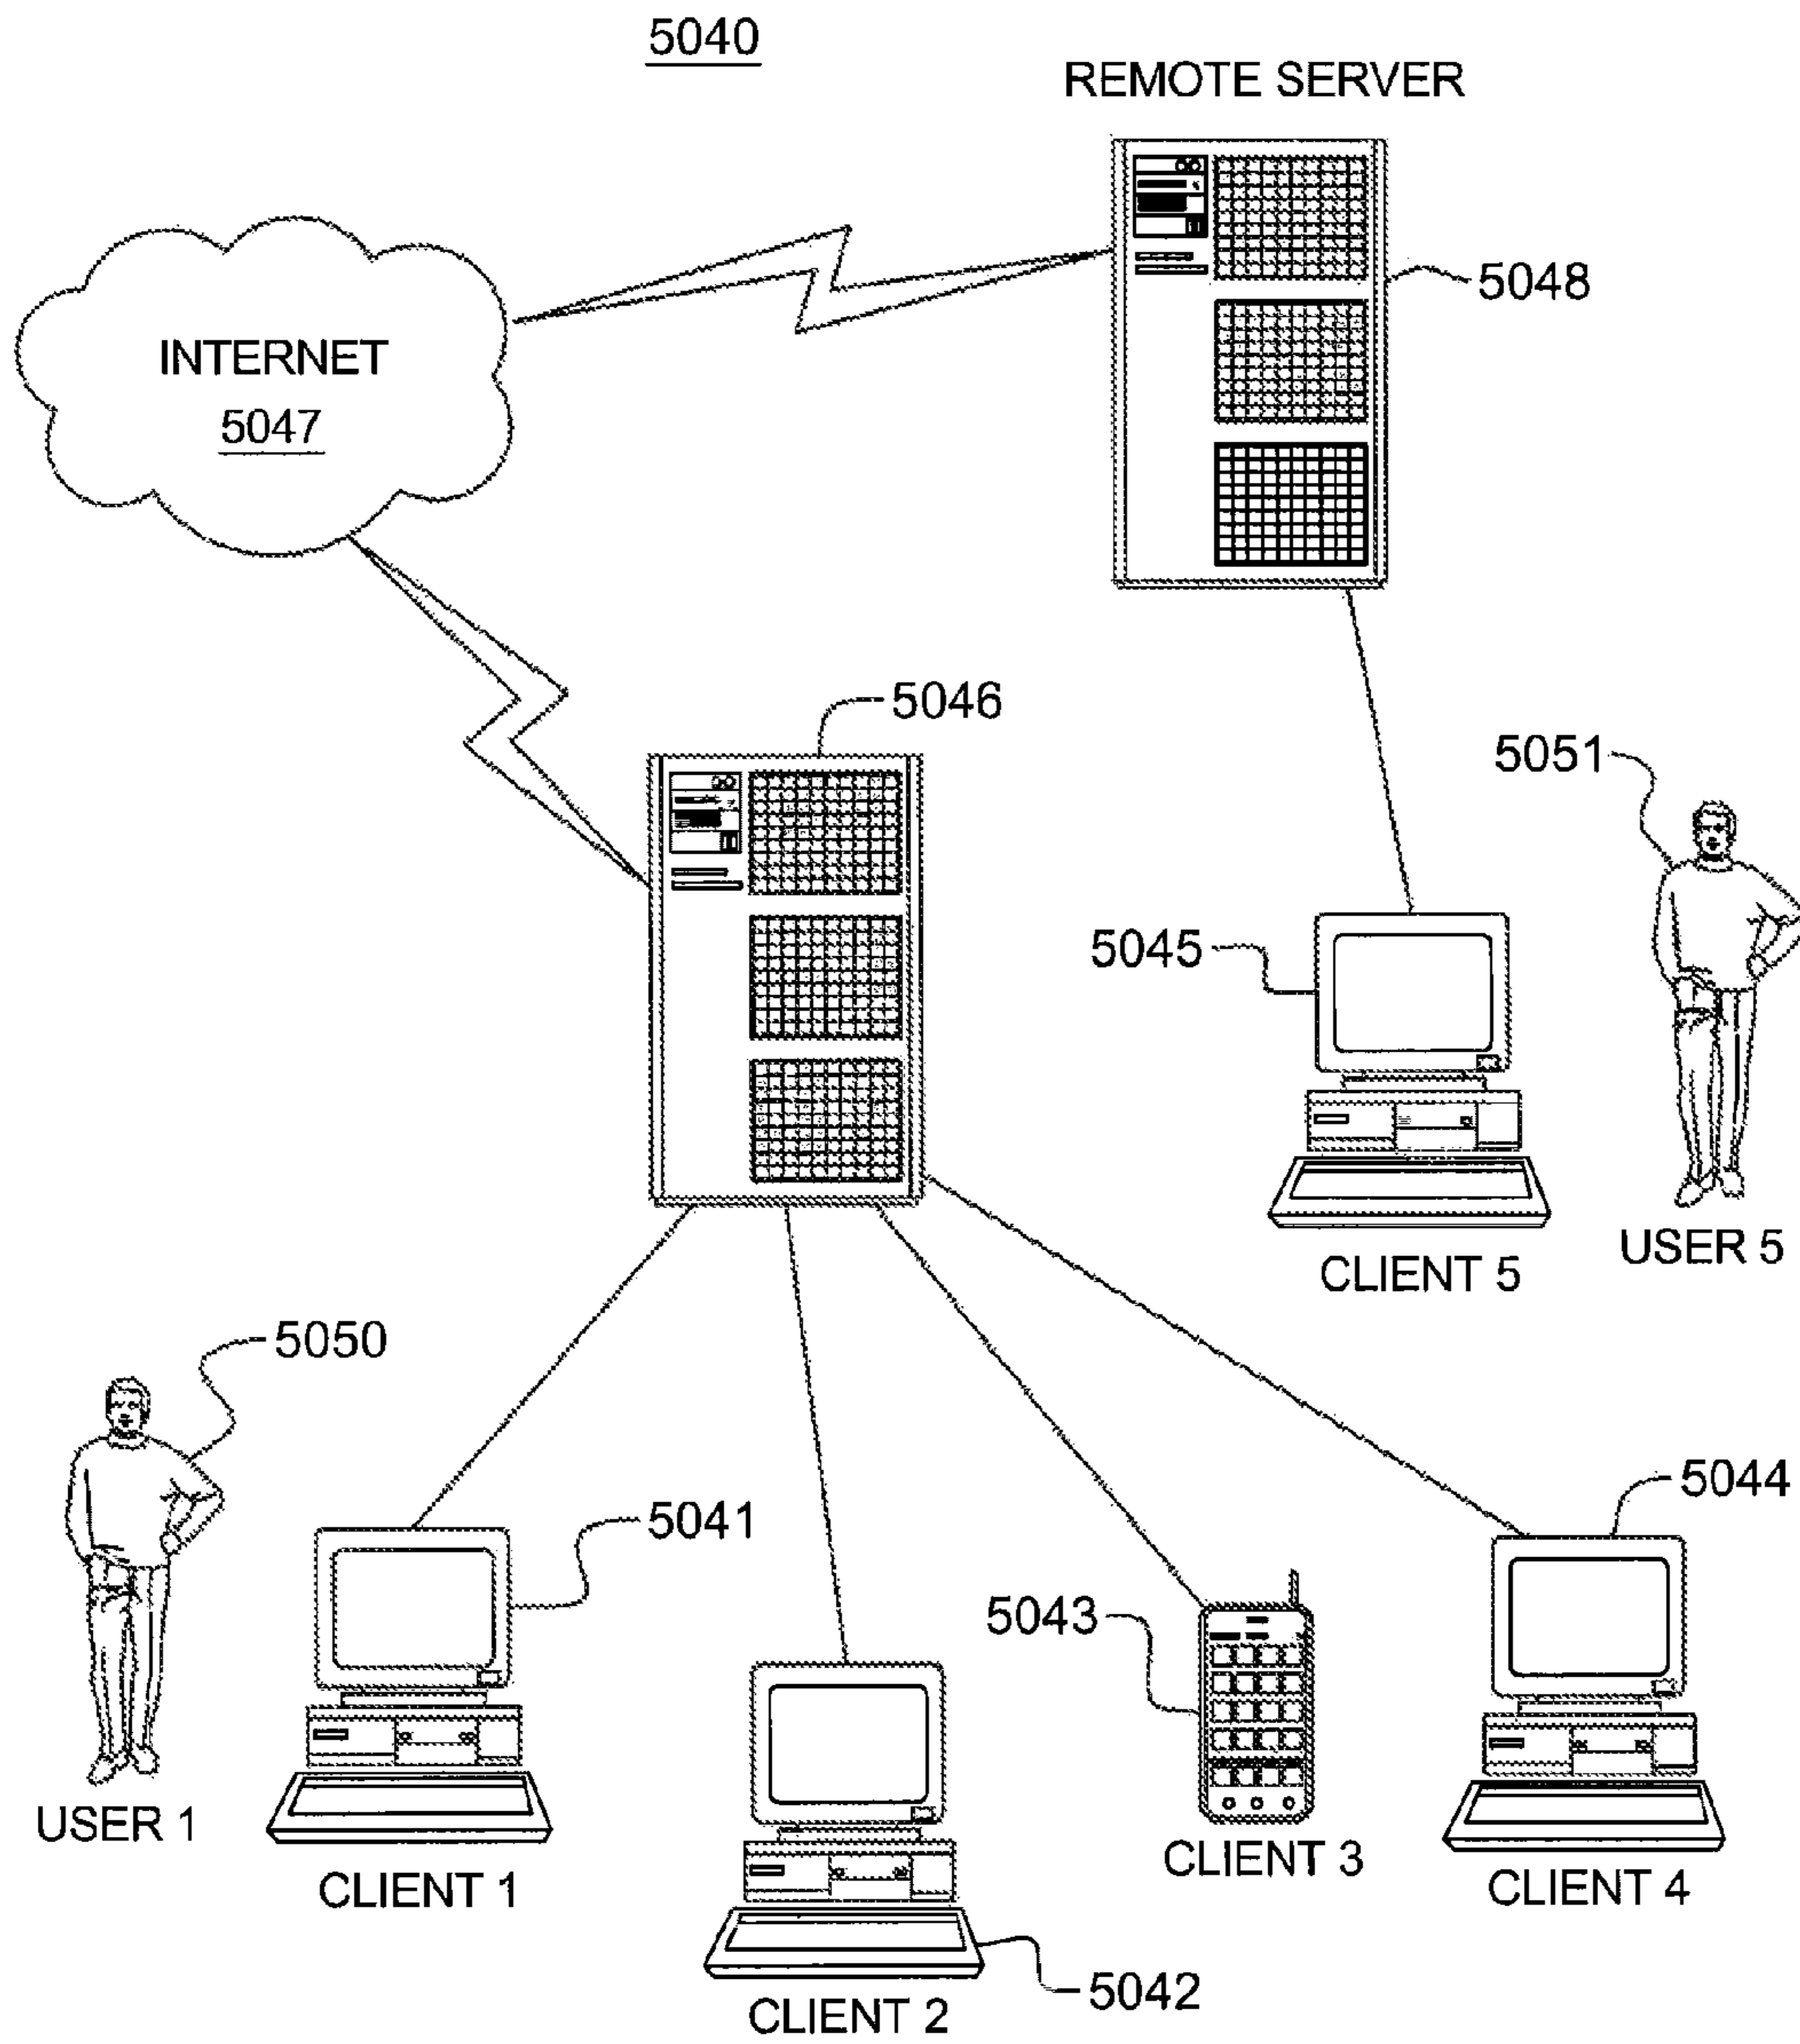 5040
REMOTE SERVER
5048
INTERNET
5047
5046
5051
5045
USER 5
CLIENT 5
5050
5044
5041
5043
USER 1
CLIENT 1
CLIENT 3
CLIENT 4
5042
CLIENT 2